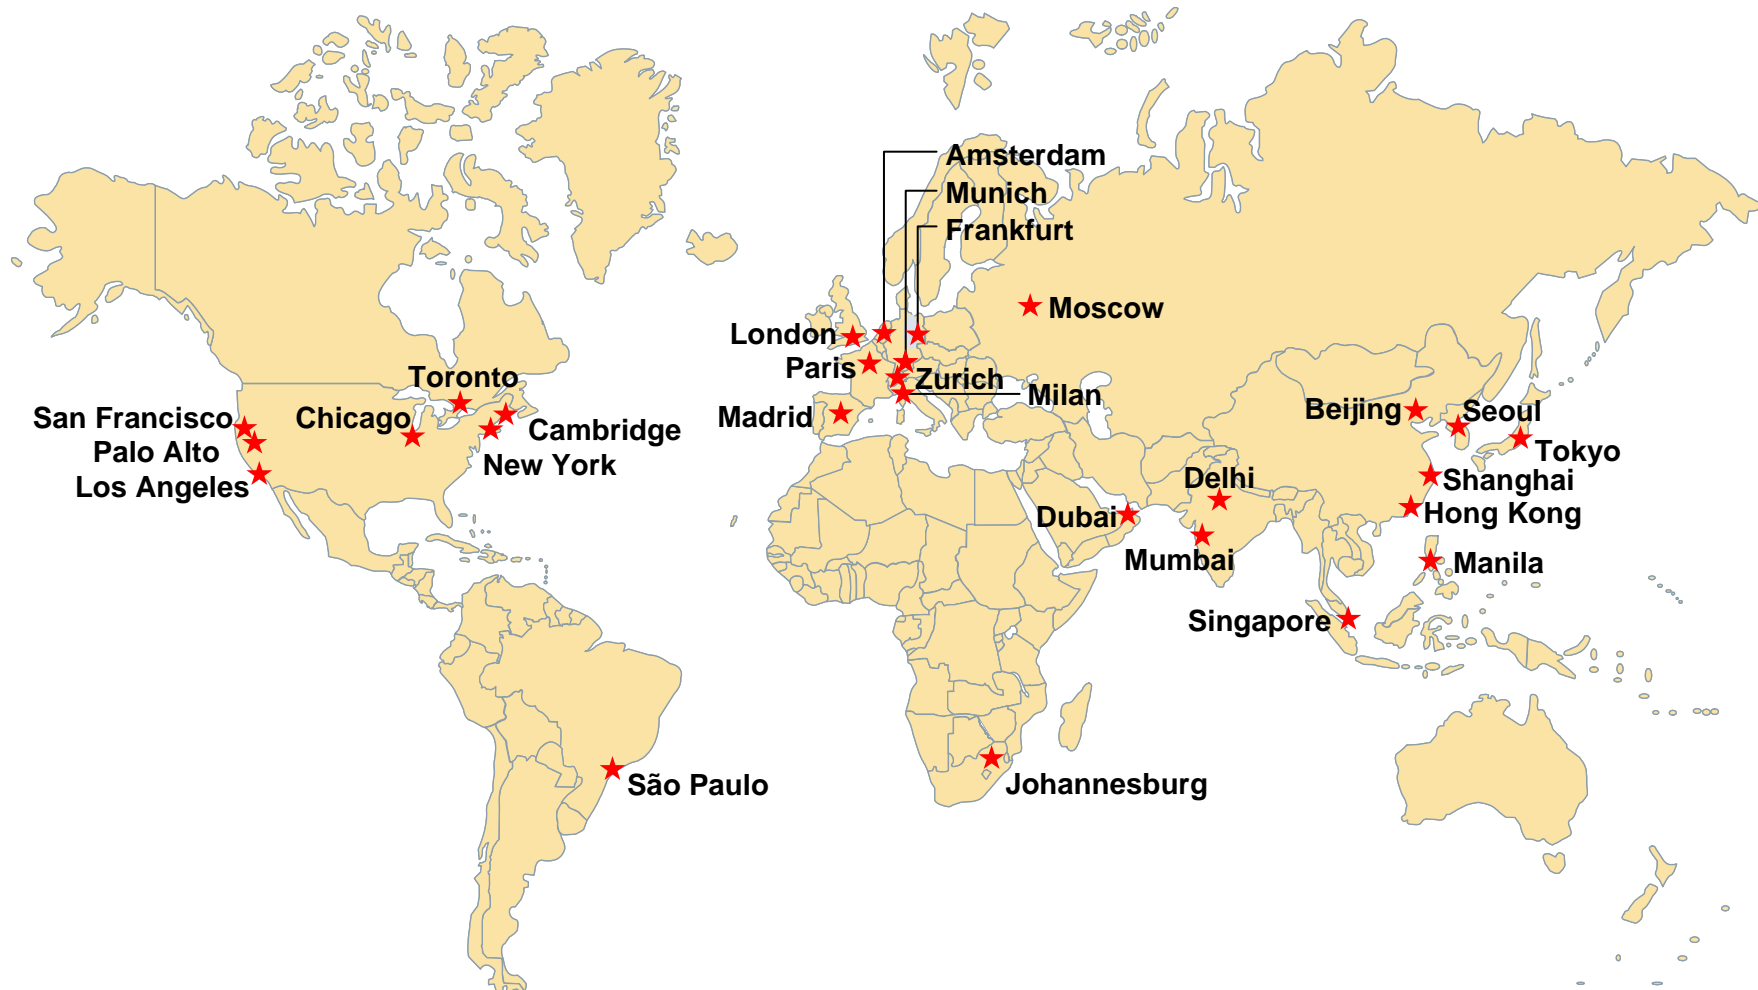 Amsterdam
Munich
Frankfurt
Moscow
London
Paris
Zurich
Milan
Madrid
Toronto
San Francisco
Chicago
Palo Alto
Cambridge
New York
Los Angeles
Beijing
Seoul
Tokyo
Delhi
Shanghai
Dubai
Hong Kong
Mumbai
Manila
Singapore
São Paulo
Johannesburg